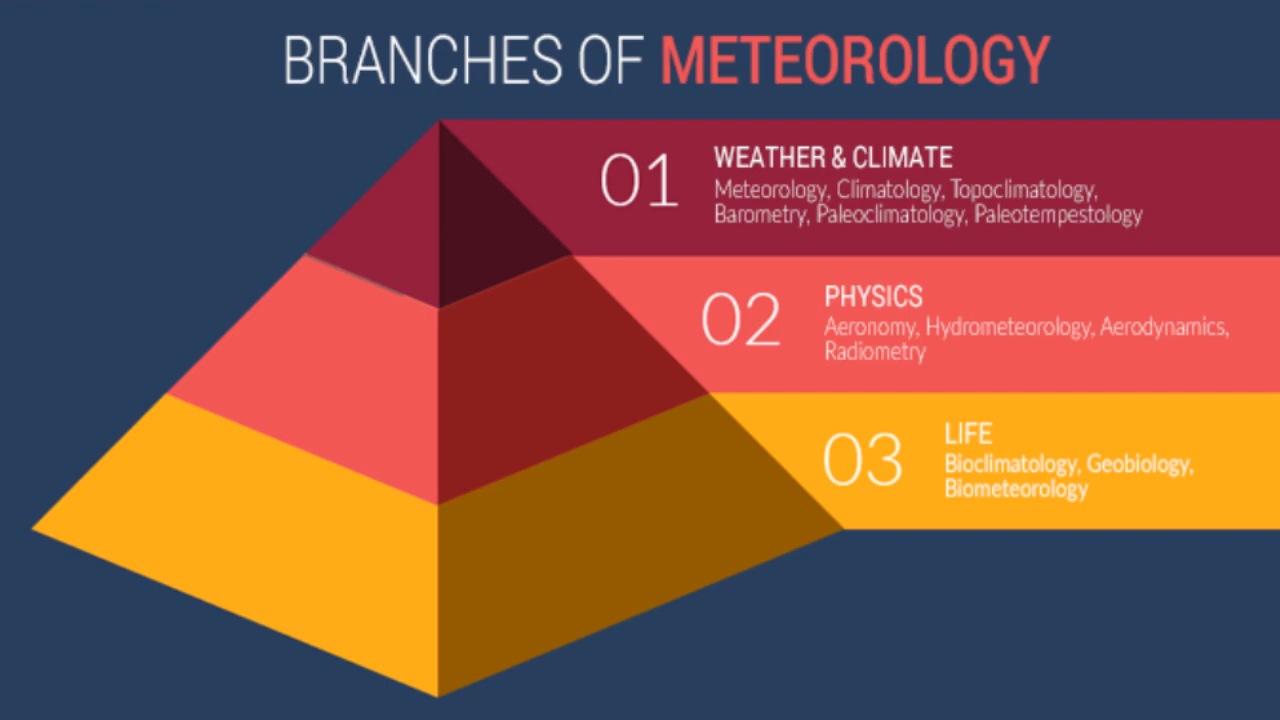 BRANCHES OF METEOROLOGY
01
WEATHER & CLIMATE
Meteorology, Climatology, Topoclimatology,
Barometry, Paleoclimatology, Paleotempestology
02
PHYSICS
Aeronomy, Hydrometeorology, Aerodynamics,
Radiometry
03
LIFE
Bioclimatology, Geobiology,
Biometeorology